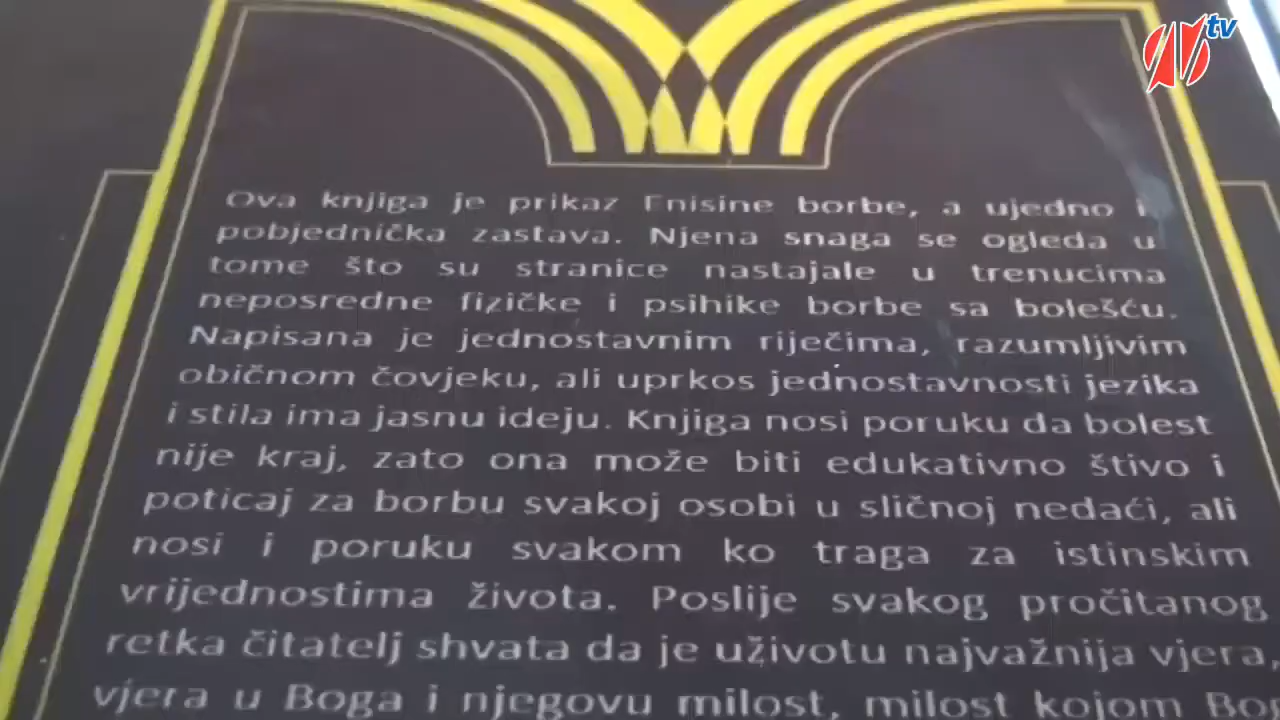 tv
Ova knjiga je prikaz Enisine borbe, a ujedno i
pobjednička zastava. Njena snaga se ogleda u
tome što su stranice nastajale u trenucima
neposredne fizičke i psihike borbe sa bolešću.
Napisana je jednostavnim riječima, razumljivim
običnom čovjeku, ali uprkos jednostavnosti jezika
i stila ima jasnu ideju. Knjiga nosi poruku da bolest
nije kraj, zato ona može biti edukativno štivo i
poticaj za borbu svakoj osobi u sličnoj nedaći, ali
nosi i poruku svakom ko traga za istinskim
vrijednostima života. Poslije svakog pročitanog
retka čitatelj shvata da je uživotu najvažnija vjera,
vjera u Boga i njegovu milost, milost kojom